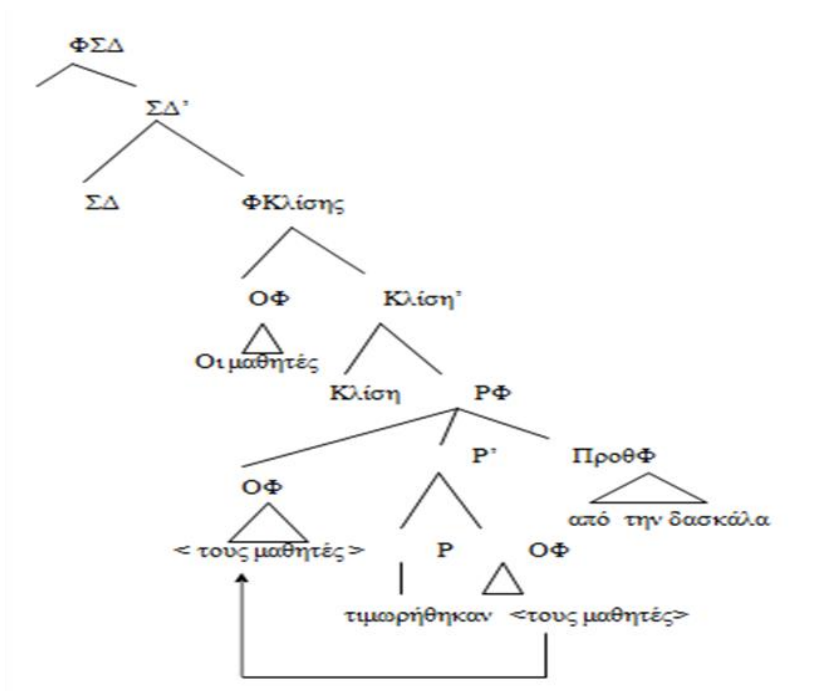 ΦΣΔ
ΣΔ’
ΣΔ ΦΚλίσης
ΟΦ Κλίση’
Οι μαθητές
Κλίση ΡΦ
Ρ’ ΠροθΦ
ΟΦ
από την δασκάλα
< τους μαθητές > Ρ ΟΦ
τιμωρήθηκαν <τους μαθητές>